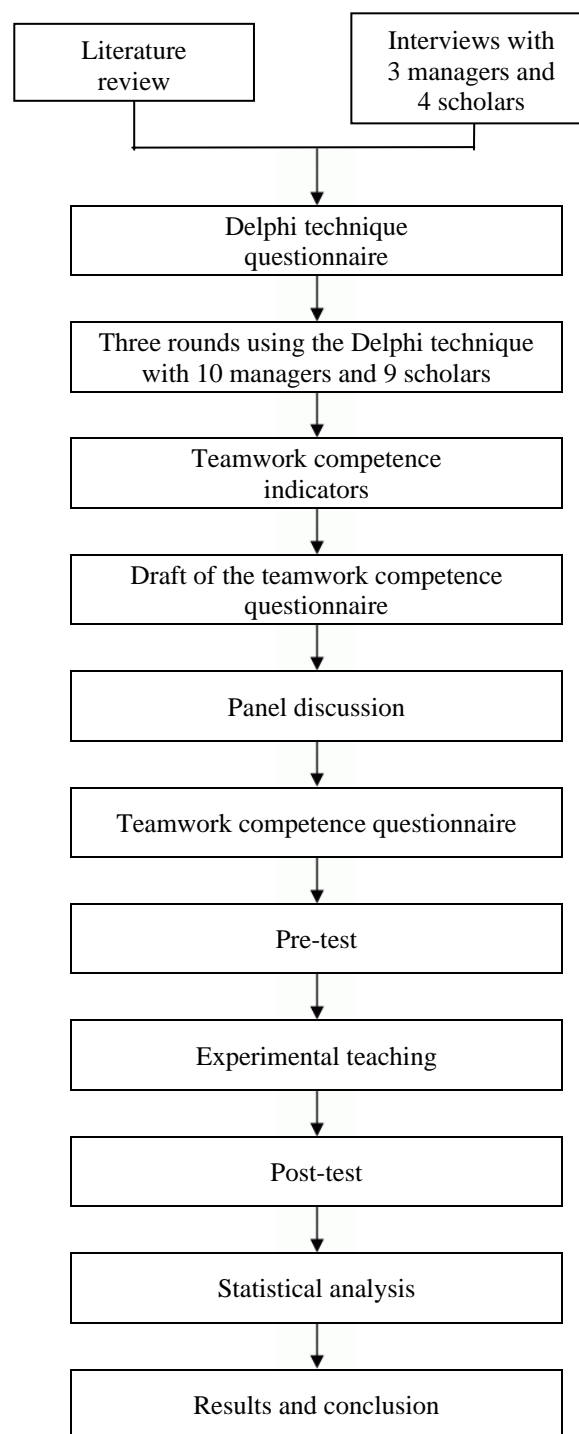 Literature
review
Interviews with
3 managers and
4 scholars
Delphi technique
questionnaire
Three rounds using the Delphi technique
with 10 managers and 9 scholars
Teamwork competence
indicators
Draft of the teamwork competence
questionnaire
Panel discussion
Teamwork competence questionnaire
Pre-test
Experimental teaching
Post-test
Statistical analysis
Results and conclusion